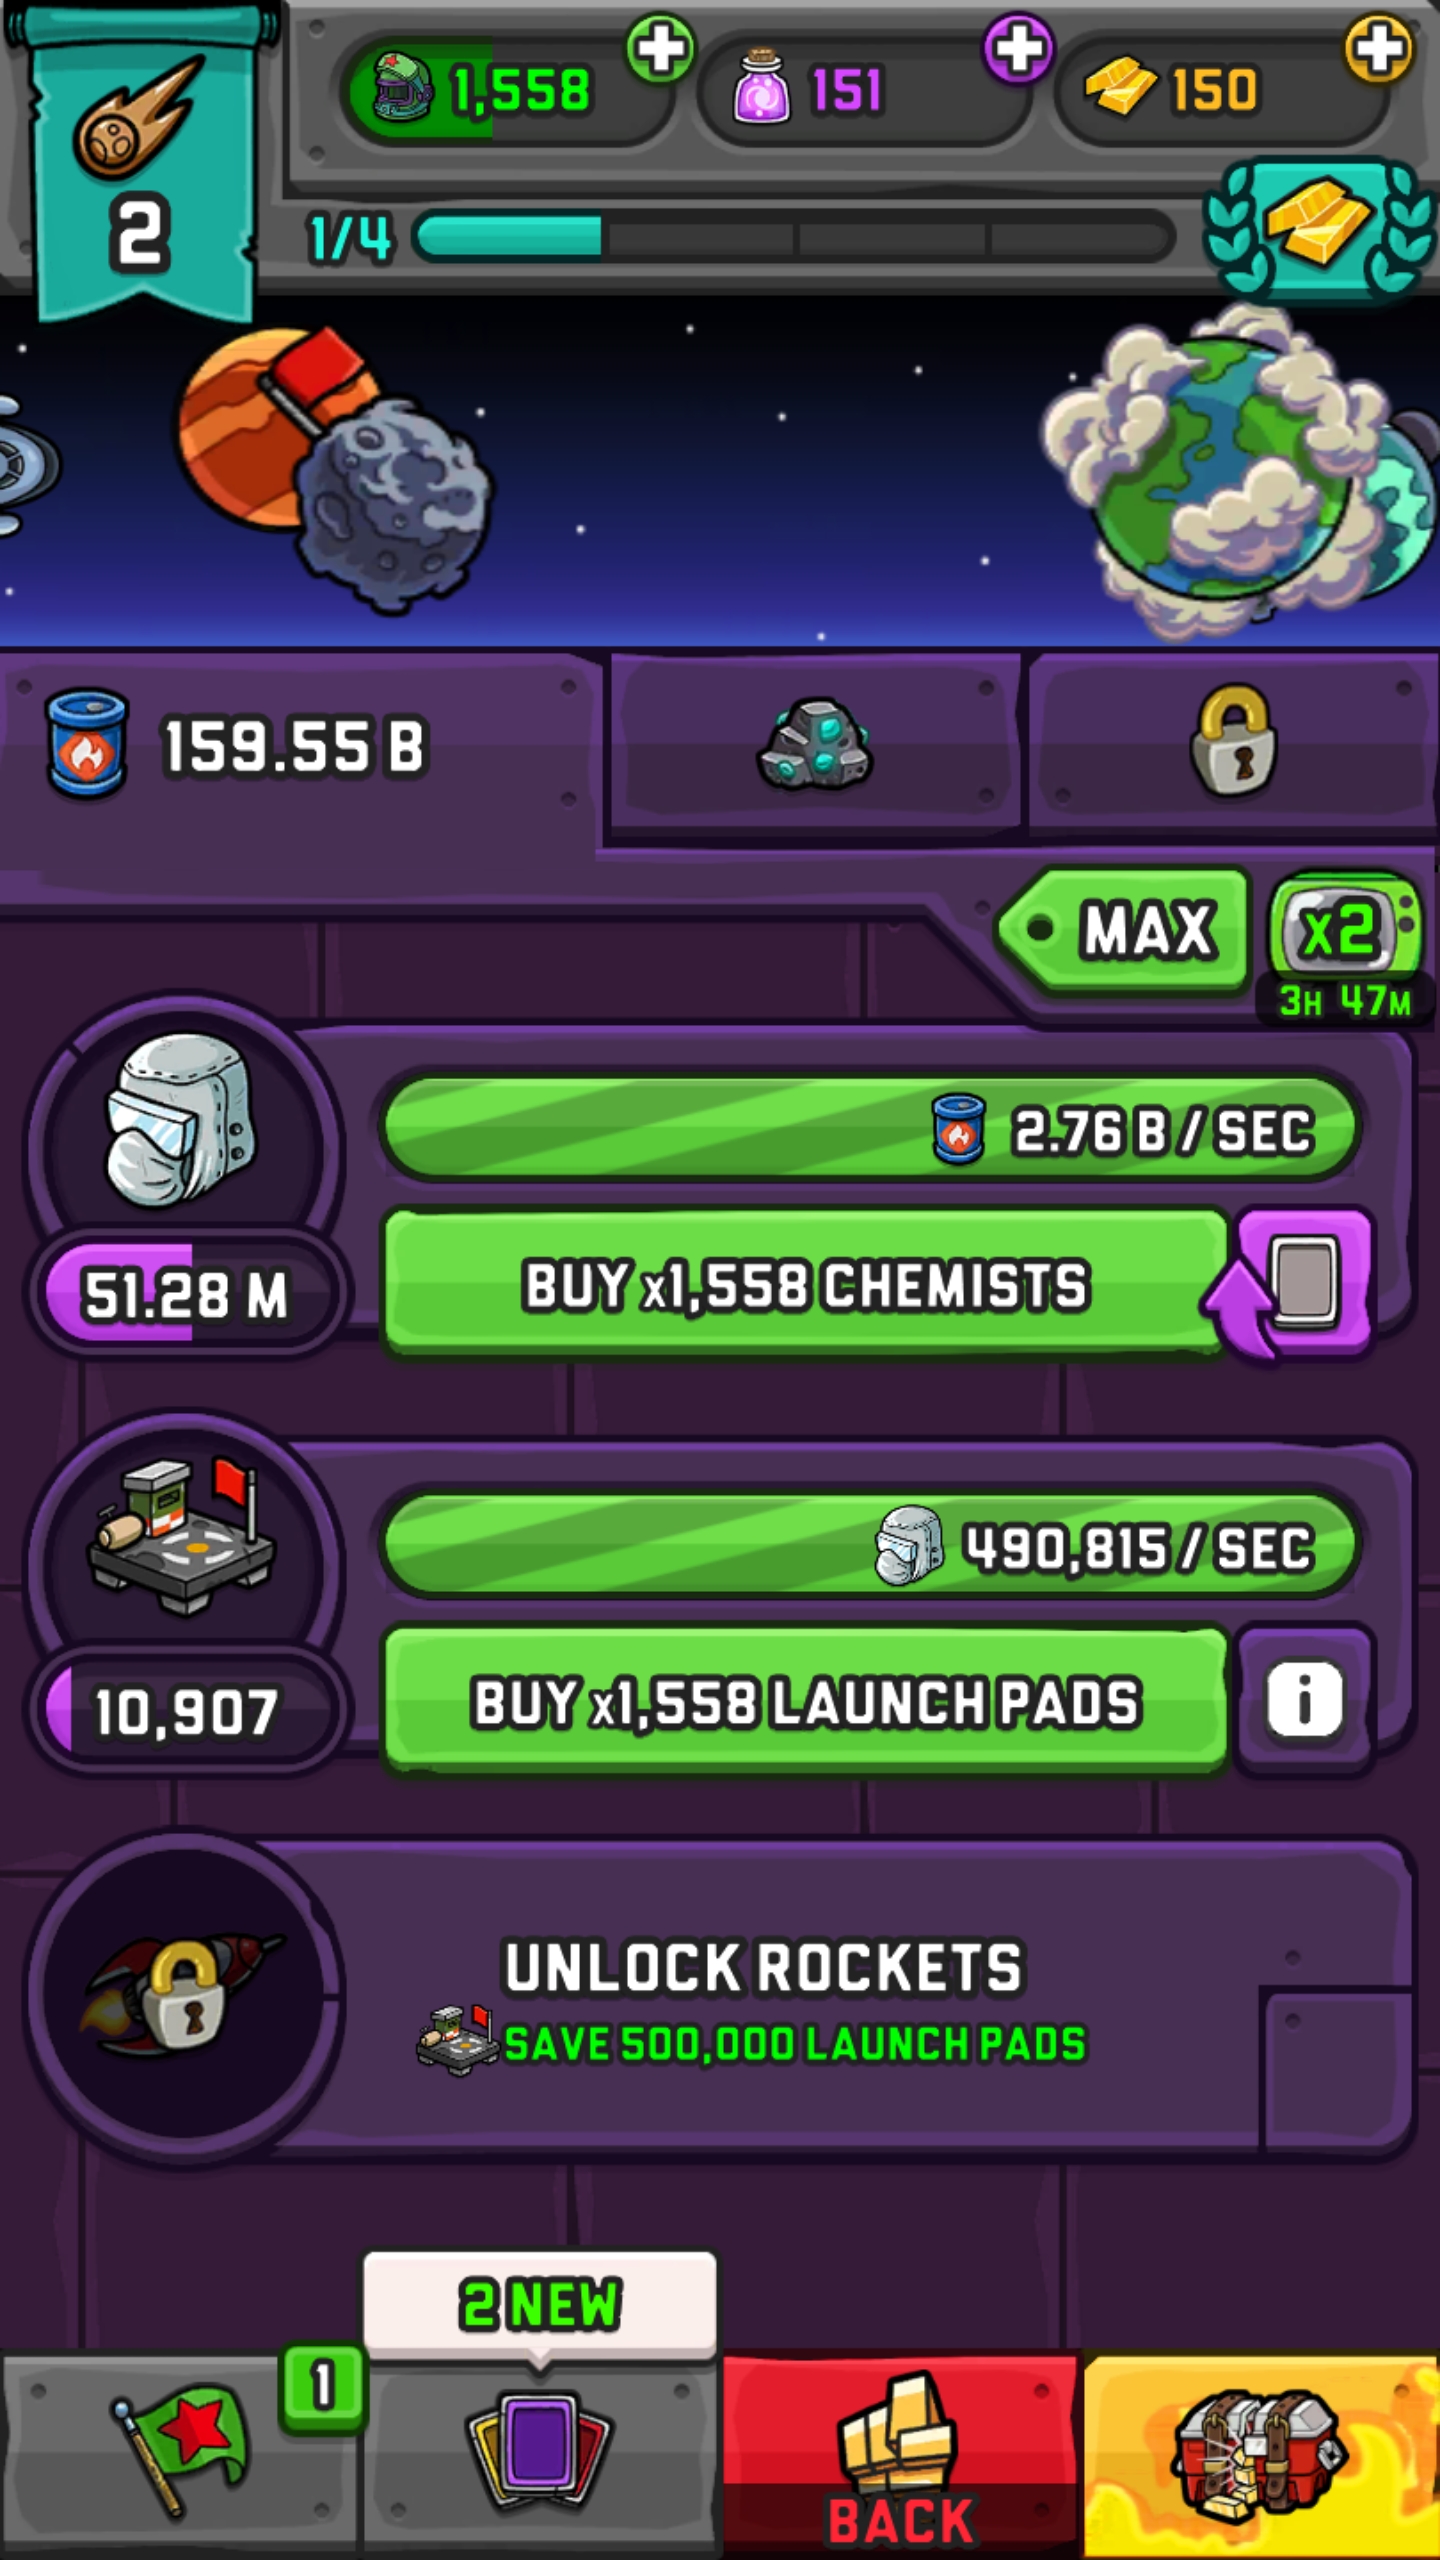 1,558
151
150
2
1/4
159.55 B
MAX
x2
3H 47M
2.76 B / SEC
51.28 M
BUY x1,558 CHEMISTS
490,815 / SEC
10,907
BUY x1,558 LAUNCH PADS
i
UNLOCK ROCKETS
SAVE 500,000 LAUNCH PADS
2 NEW
1
BACK